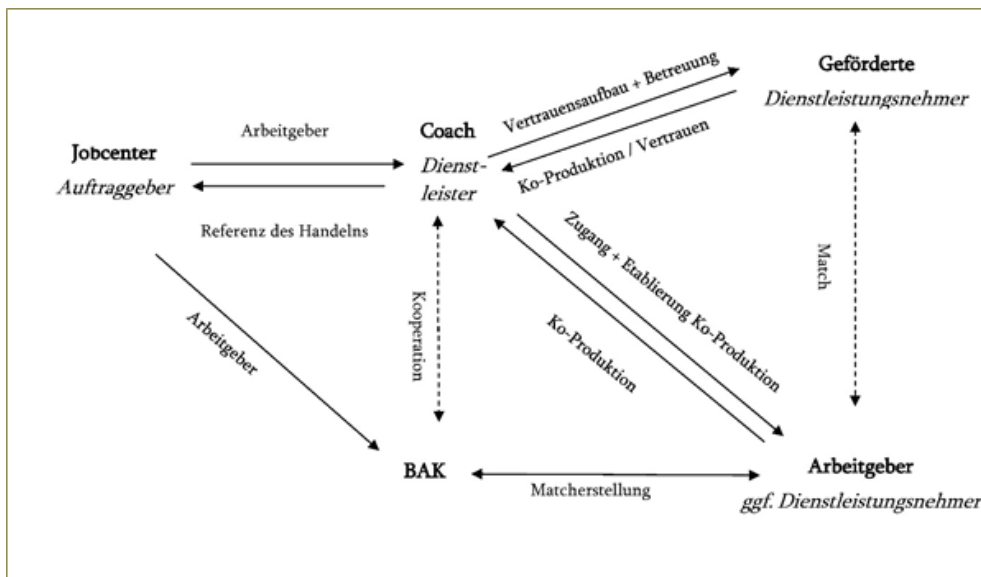 Vertrauensaufbau + Betreuung
Geförderte
Dienstleistungsnehmer
Arbeitgeber
Coach
Dienst-
leister
Jobcenter
Auftraggeber
Ko-Produktion / Vertrauen
Referenz des Handelns
Zugang + Etablierung Ko-Produktion
Match
Kooperation
Ko-Produktion
Arbeitgeber
BAK
Matcherstellung
Arbeitgeber
ggf. Dienstleistungsnehmer